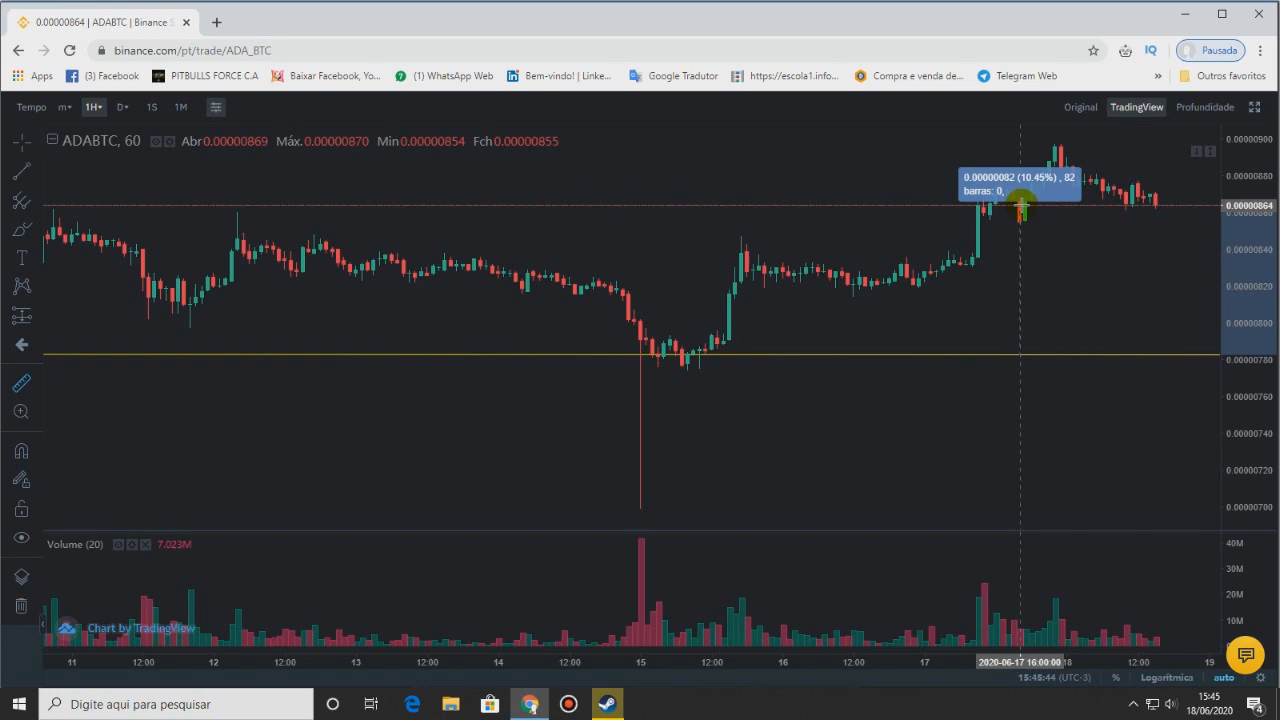 0.00000864 | ADABTC | Binance S
binance.com/pt/trade/ADA_BTC
Pausada
Apps
(3) Facebook
PITBULLS FORCE C.A
Baixar Facebook, Yo...
(1) WhatsApp Web
Bem-vindo! | Linke...
Google Tradutor
https://escola1.info...
Compra e venda de...
Telegram Web
»
Outros favoritos
Tempo m 1H D 1S 1M
Original TradingView Profundidade
ADABTC, 60 Abr0.00000869 Máx.0.00000870 Min0.00000854 Fch0.00000855
0.00000082 (10.45%) , 82
barras: 0,
0.00000900
0.00000880
0.00000864
0.00000860
0.00000840
0.00000820
0.00000800
0.00000780
0.00000760
0.00000740
0.00000720
0.00000700
Volume (20) 7.023M
40M
30M
20M
10M
Chart by TradingView
11 12:00 12 12:00 13 12:00 14 12:00 15 12:00 16 12:00 17 2020-06-17 16:00:00 18 12:00 19
15:45:44 (UTC-3) % Logarítmica auto
Digite aqui para pesquisar
15:45
18/06/2020
4